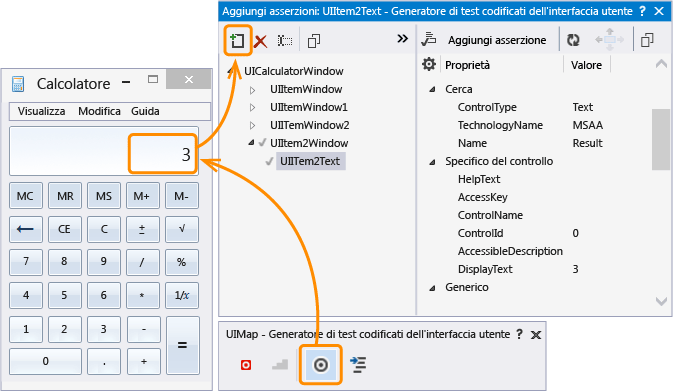 Calcolatore
Visualizza Modifica Guida
3
MC MR MS M+ M-
← CE C ± √
7 8 9 / %
4 5 6 * 1/x
1 2 3 - =
0 . +
Aggiungi asserzioni: UIItem2Text - Generatore di test codificati dell'interfaccia utente ? x
UICalculatorWindow
UIItemWindow
UIItemWindow1
UIITemWindow2
UIItem2Window
UIITem2Text
Aggiungi asserzione
Proprietà Valore
Cerca
ControlType Text
TechnologyName MSAA
Name Result
Specifico del controllo
HelpText
AccessKey
ControlName
ControlId 0
AccessibleDescription
DisplayText 3
Generico
UIMap - Generatore di test codificati dell'interfaccia utente ? x